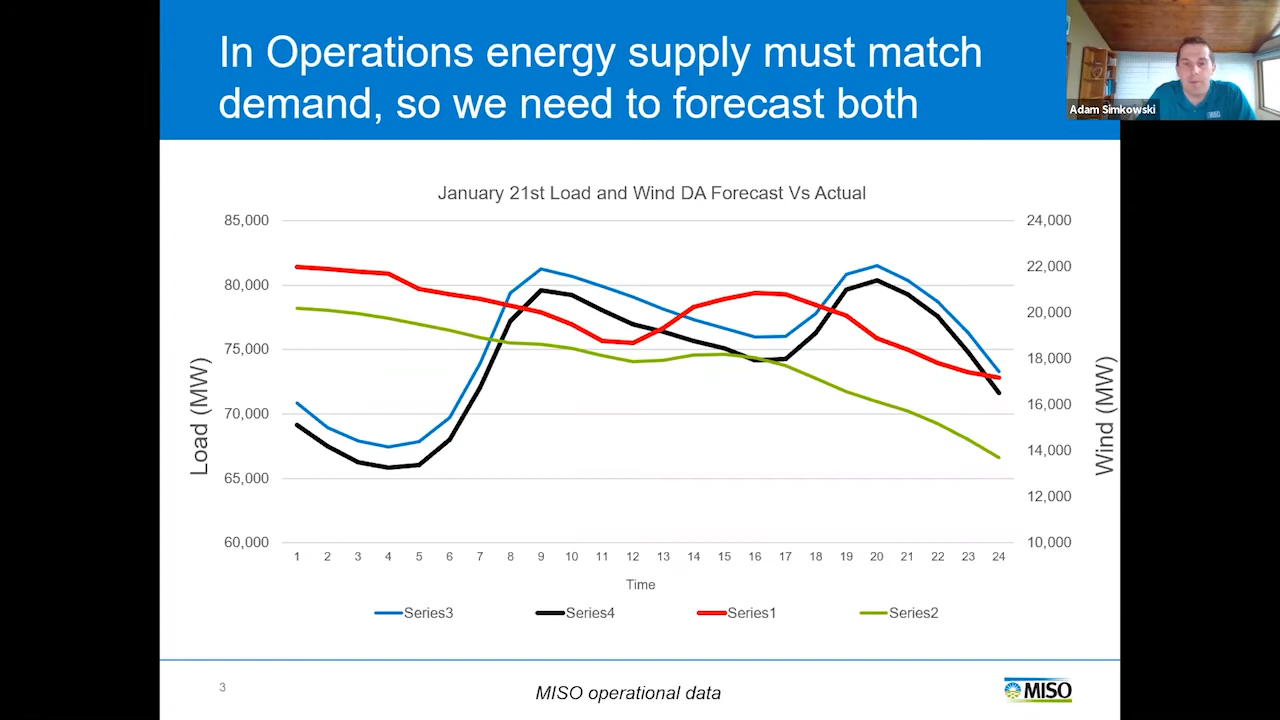 In Operations energy supply must match
demand, so we need to forecast both
Adam Simkowski
January 21st Load and Wind DA Forecast Vs Actual
85,000
80,000
75,000
70,000
65,000
60,000
Load (MW)
24,000
22,000
20,000
18,000
16,000
14,000
12,000
10,000
Wind (MW)
1 2 3 4 5 6 7 8 9 10 11 12 13 14 15 16 17 18 19 20 21 22 23 24
Time
Series3 Series4 Series1 Series2
3
MISO operational data
MISO